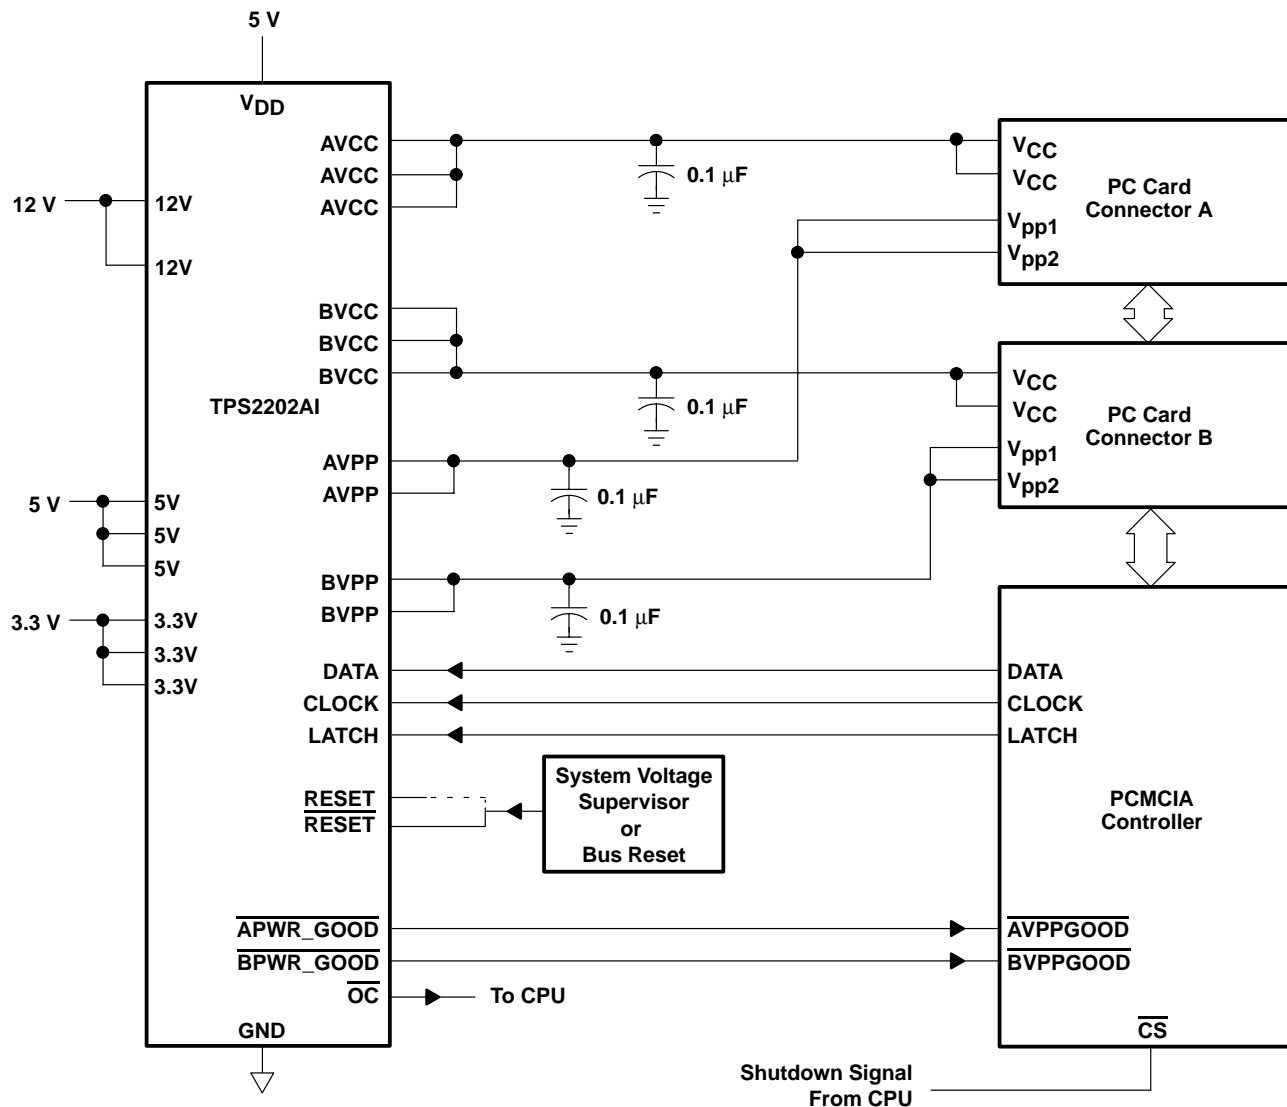 5 V
VDD
AVCC
AVCC
AVCC
12 V
12V
12V
BVCC
BVCC
BVCC
TPS2202AI
AVPP
AVPP
5 V
5V
5V
5V
BVPP
BVPP
3.3 V
3.3V
3.3V
3.3V
DATA
CLOCK
LATCH
RESET
RESET
APWR_GOOD
BPWR_GOOD
OC
To CPU
GND
0.1 μF
0.1 μF
0.1 μF
0.1 μF
System Voltage
Supervisor
or
Bus Reset
VCC
VCC
Vpp1
Vpp2
PC Card
Connector A
VCC
VCC
Vpp1
Vpp2
PC Card
Connector B
DATA
CLOCK
LATCH
PCMCIA
Controller
AVPPGOOD
BVPPGOOD
CS
Shutdown Signal
From CPU